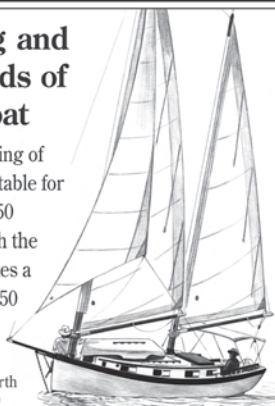 g and
ds of
oat
ing of
table for
50
h the
es a
50
rth